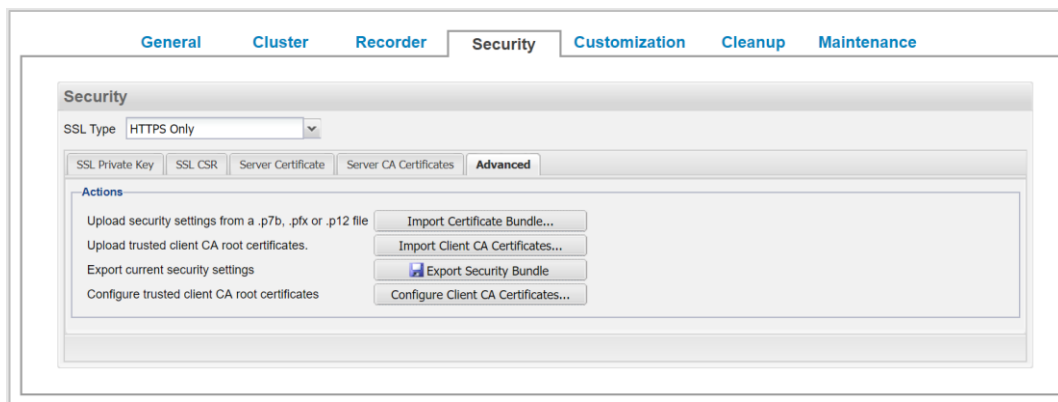 General Cluster Recorder Security Customization Cleanup Maintenance
Security
SSL Type HTTPS Only
SSL Private Key SSL CSR Server Certificate Server CA Certificates Advanced
Actions
Upload security settings from a .p7b, .pfx or .p12 file Import Certificate Bundle...
Upload trusted client CA root certificates. Import Client CA Certificates...
Export current security settings Export Security Bundle
Configure trusted client CA root certificates Configure Client CA Certificates...